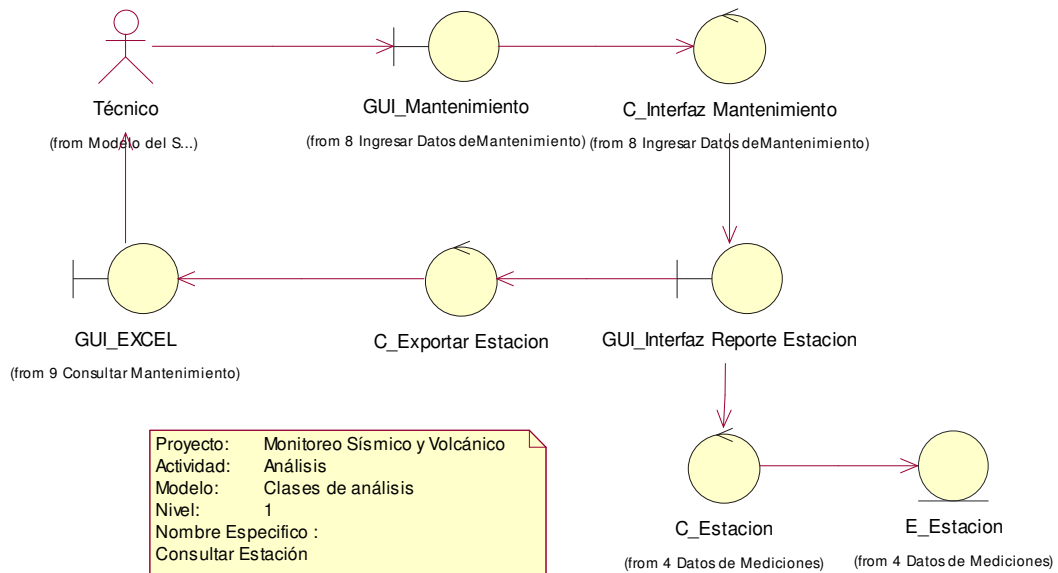 Técnico
(from Modelo del S...)
GUI_Mantenimiento
(from 8 Ingresar Datos deMantenimiento)
C_Interfaz Mantenimiento
(from 8 Ingresar Datos deMantenimiento)
GUI_EXCEL
(from 9 Consultar Mantenimiento)
C_Exportar Estacion
GUI_Interfaz Reporte Estacion
Proyecto: Monitoreo Sísmico y Volcánico
Actividad: Análisis
Modelo: Clases de análisis
Nivel: 1
Nombre Especifico :
Consultar Estación
C_Estacion
(from 4 Datos de Mediciones)
E_Estacion
(from 4 Datos de Mediciones)